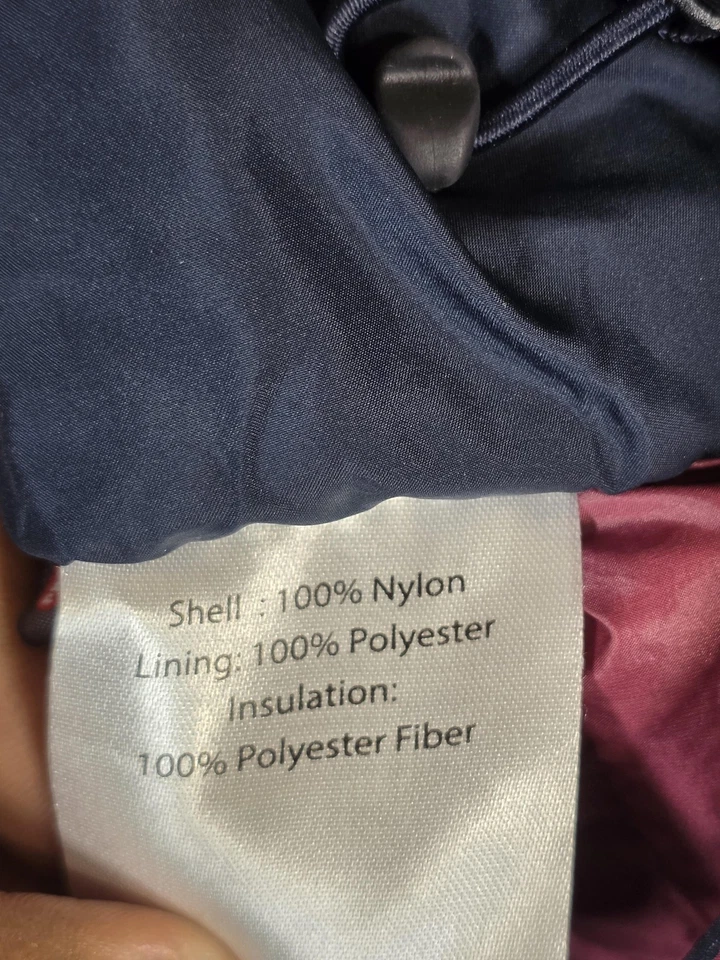 Shell : 100% Nylon
Lining: 100% Polyester
Insulation:
100% Polyester Fiber